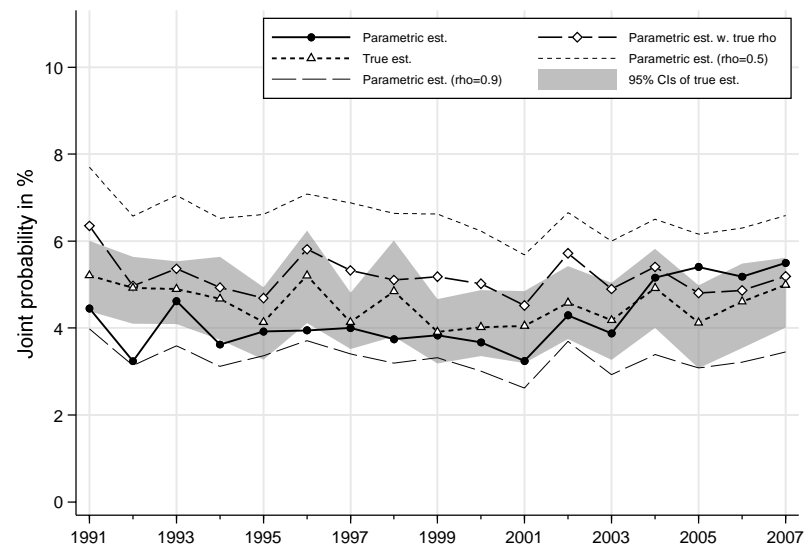 Parametric est.
Parametric est. w. true rho
True est.
Parametric est. (rho=0.5)
Parametric est. (rho=0.9)
95% CIs of true est.
Joint probability in %
10
8
6
4
2
0
1991 1993 1995 1997 1999 2001 2003 2005 2007